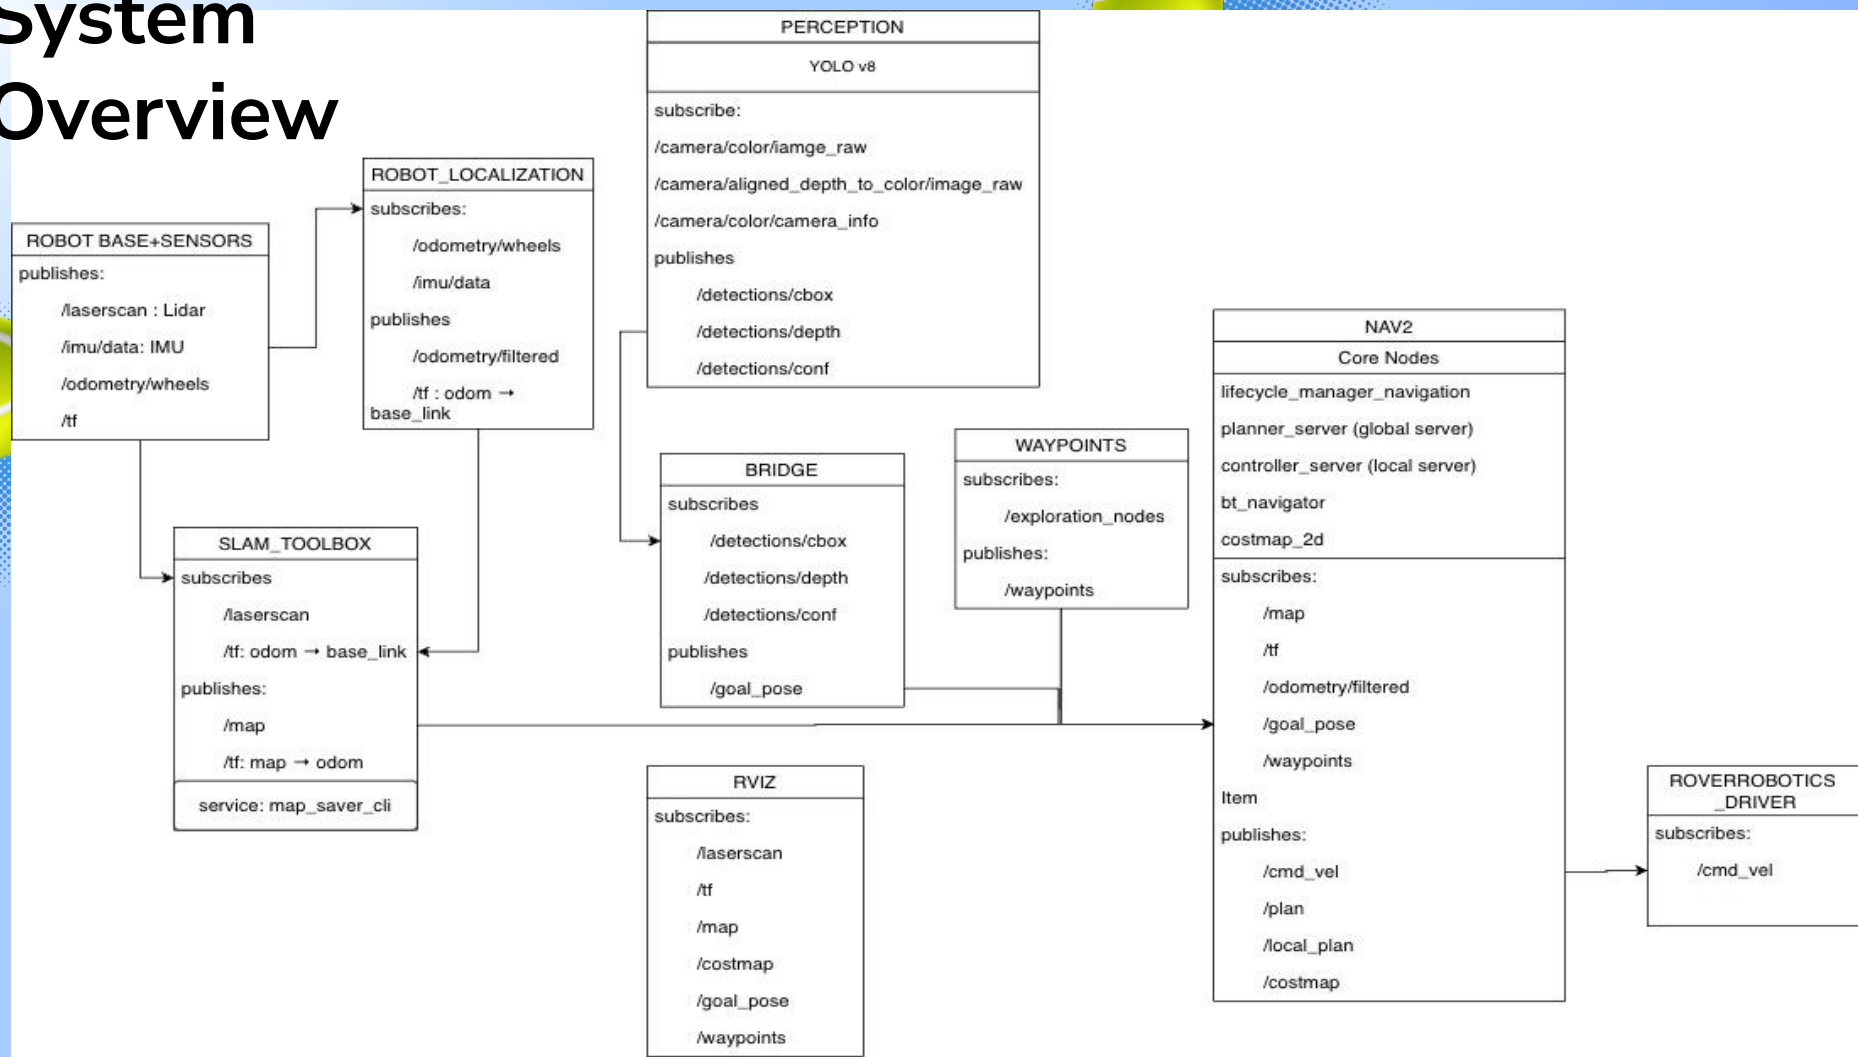 System
Overview
ROBOT BASE+SENSORS
publishes:
/laserscan : Lidar
/imu/data: IMU
/odometry/wheels
/tf
ROBOT_LOCALIZATION
subscribes:
/odometry/wheels
/imu/data
publishes
/odometry/filtered
/tf : odom →
base_link
SLAM_TOOLBOX
subscribes
/laserscan
/tf: odom → base_link
publishes:
/map
/tf: map → odom
service: map_saver_cli
PERCEPTION
YOLO v8
subscribe:
/camera/color/iamge_raw
/camera/aligned_depth_to_color/image_raw
/camera/color/camera_info
publishes
/detections/cbox
/detections/depth
/detections/conf
BRIDGE
subscribes
/detections/cbox
/detections/depth
/detections/conf
publishes
/goal_pose
WAYPOINTS
subscribes:
/exploration_nodes
publishes:
/waypoints
RVIZ
subscribes:
/laserscan
/tf
/map
/costmap
/goal_pose
/waypoints
NAV2
Core Nodes
lifecycle_manager_navigation
planner_server (global server)
controller_server (local server)
bt_navigator
costmap_2d
subscribes:
/map
/tf
/odometry/filtered
/goal_pose
/waypoints
Item
publishes:
/cmd_vel
/plan
/local_plan
/costmap
ROVERROBOTICS
_DRIVER
subscribes:
/cmd_vel